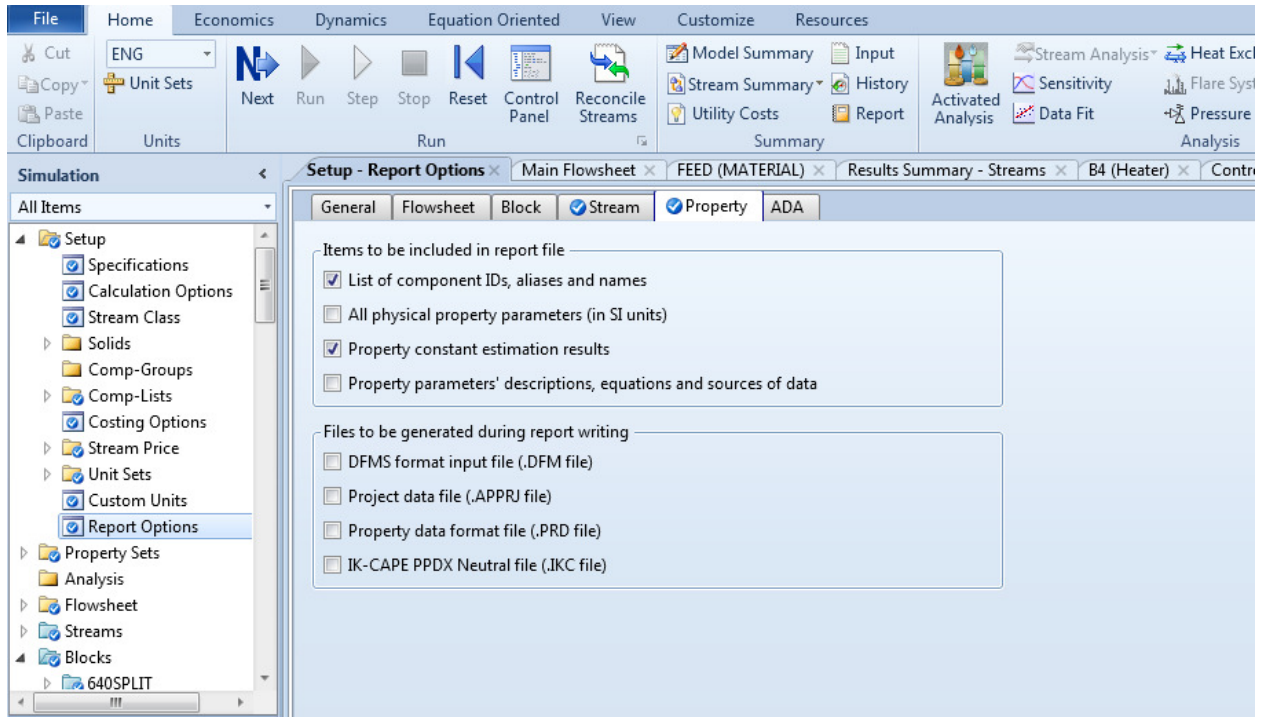 File Home Economics Dynamics Equation Oriented View Customize Resources
Cut ENG Model Summary Input Stream Analysis Heat Excl
Copy Unit Sets Next Run Step Stop Reset Control Panel Reconcile Streams Stream Summary History Activated Analysis Sensitivity Flare Syst
Paste Utility Costs Report Data Fit Pressure
Clipboard Units Run Summary Analysis
Simulation < Setup - Report Options Main Flowsheet FEED (MATERIAL) Results Summary - Streams B4 (Heater) Contro
All Items General Flowsheet Block Stream Property ADA
Setup
Specifications
Calculation Options
Stream Class
Solids
Comp-Groups
Comp-Lists
Costing Options
Stream Price
Unit Sets
Custom Units
Report Options
Property Sets
Analysis
Flowsheet
Streams
Blocks
640SPLIT
Items to be included in report file
List of component IDs, aliases and names
All physical property parameters (in SI units)
Property constant estimation results
Property parameters' descriptions, equations and sources of data
Files to be generated during report writing
DFMS format input file (.DFM file)
Project data file (.APPRJ file)
Property data format file (.PRD file)
IK-CAPE PPDX Neutral file (.IKC file)